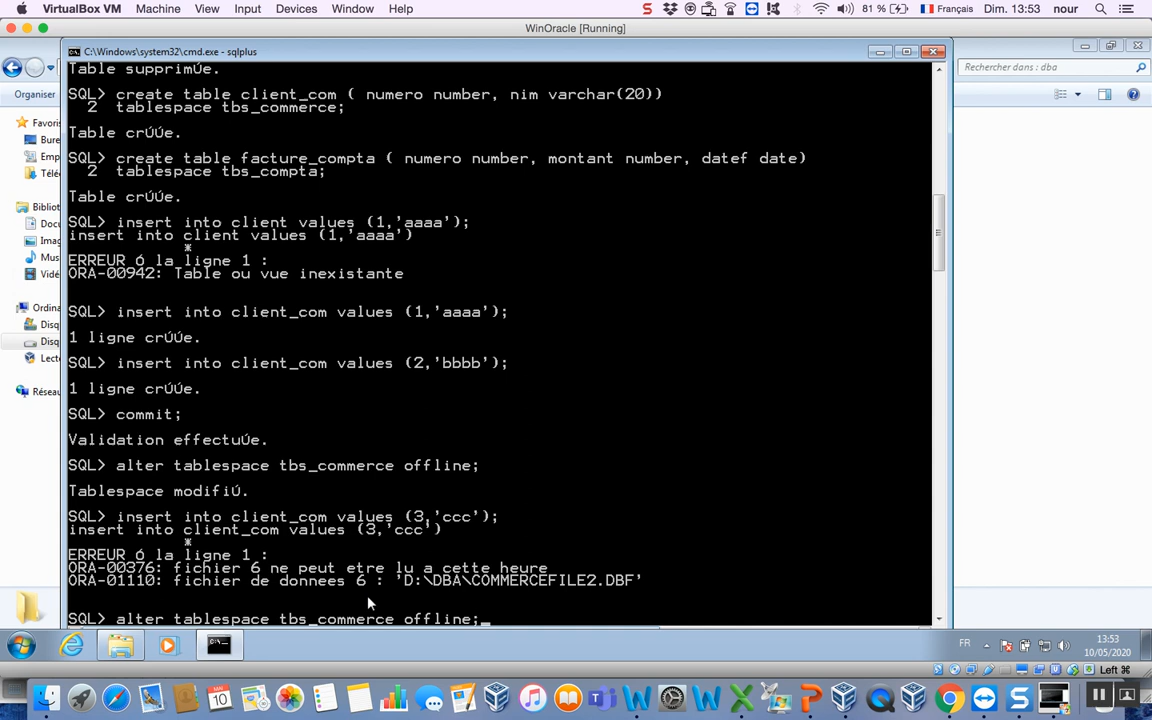 VirtualBox VM Machine View Input Devices Window Help
81 % Français Dim. 13:53 nour
WinOracle [Running]
C:\Windows\system32\cmd.exe - sqlplus
Rechercher dans : dba
Organiser
Favoris
Bure
Emp
Télé
Bibliot
Docu
Imag
Mus
Vidé
Ordina
Disq
Disq
Lecte
Réseau
Table supprimÚe.
SQL> create table client_com ( numero number, nim varchar(20))
2 tablespace tbs_commerce;
Table crÚÚe.
SQL> create table facture_compta ( numero number, montant number, datef date)
2 tablespace tbs_compta;
Table crÚÚe.
SQL> insert into client values (1,'aaaa');
insert into client values (1,'aaaa')
*
ERREUR ó la ligne 1 :
ORA-00942: Table ou vue inexistante
SQL> insert into client_com values (1,'aaaa');
1 ligne crÚÚe.
SQL> insert into client_com values (2,'bbbb');
1 ligne crÚÚe.
SQL> commit;
Validation effectuÚe.
SQL> alter tablespace tbs_commerce offline;
Tablespace modifiÚ.
SQL> insert into client_com values (3,'ccc');
insert into client_com values (3,'ccc')
*
ERREUR ó la ligne 1 :
ORA-00376: fichier 6 ne peut etre lu a cette heure
ORA-01110: fichier de donnees 6 : 'D:\DBA\COMMERCEFILE2.DBF'
SQL> alter tablespace tbs_commerce offline;
FR
13:53
10/05/2020
Left ⌘